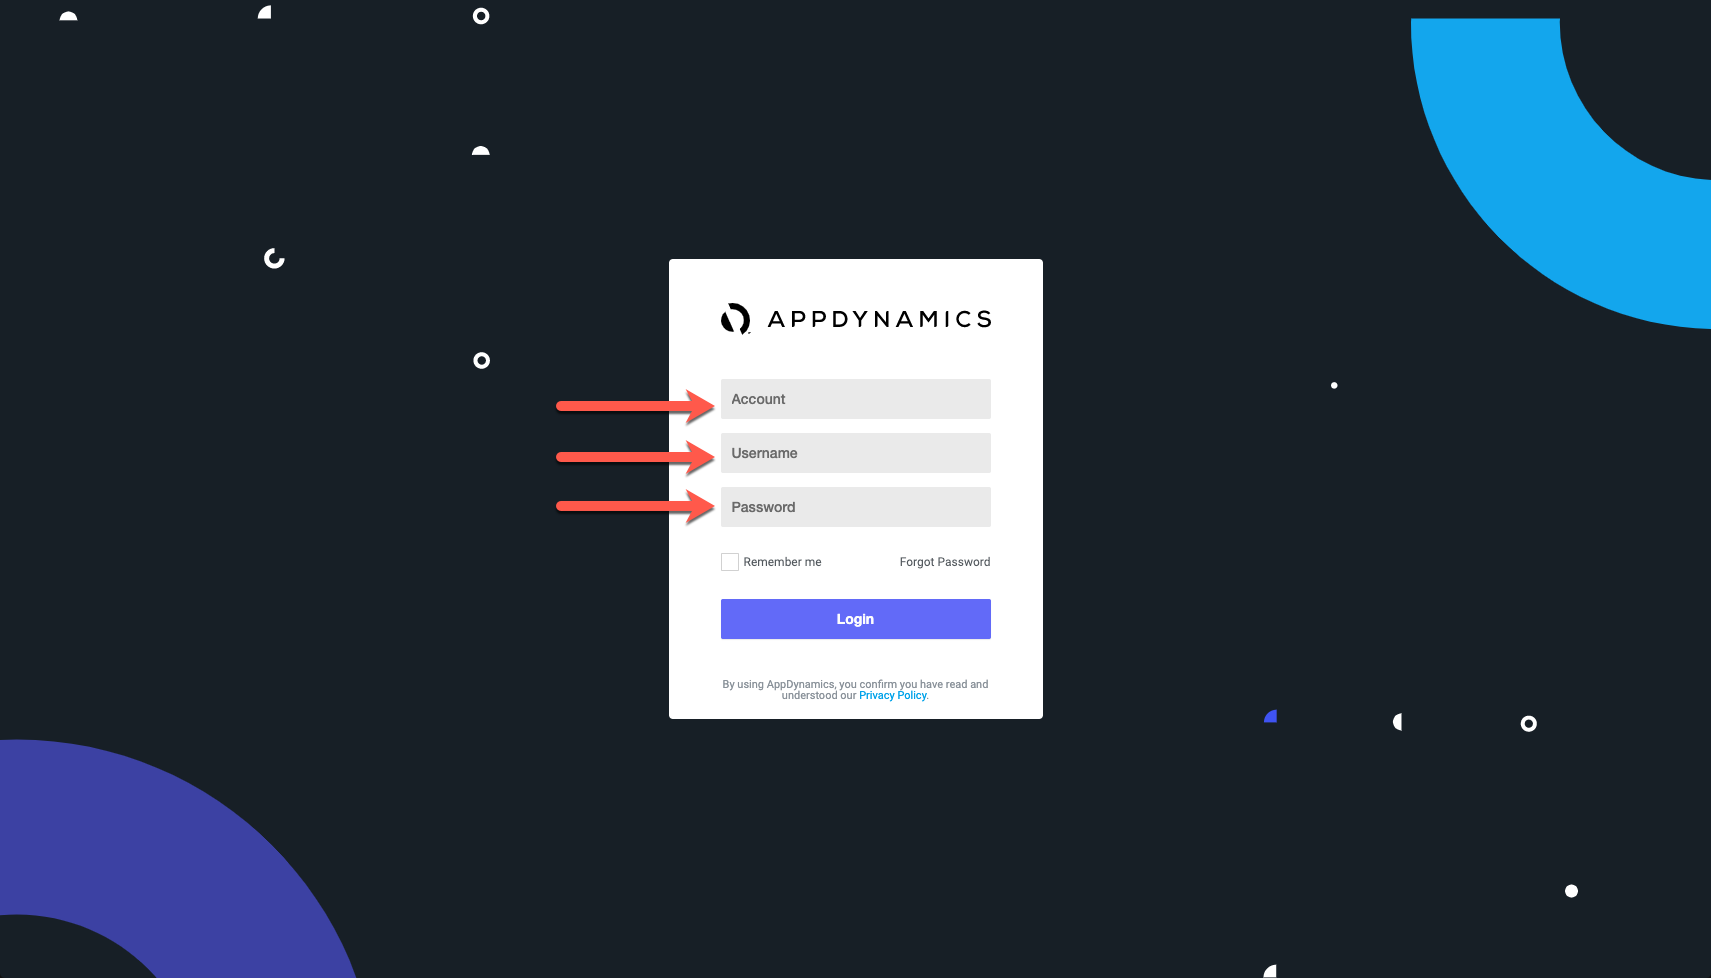 APPDYNAMICS
Account
Username
Password
Remember me
Forgot Password
Login
By using AppDynamics, you confirm you have read and
understood our Privacy Policy.